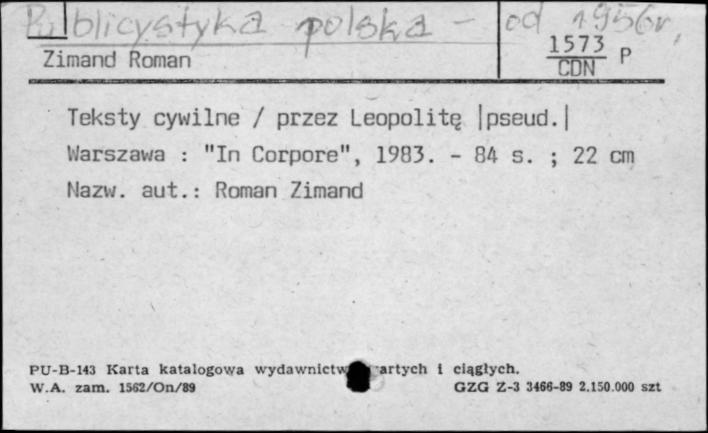 Publicystyka polska - od 1956r.
Zimand Roman
1573 P
CDN
Teksty cywilne / przez Leopolitę |pseud.|
Warszawa : "In Corpore", 1983. - 84 s. ; 22 cm
Nazw. aut.: Roman Zimand
PU-B-143 Karta katalogowa wydawnictw artych i ciągłych.
W.A. zam. 1562/On/89 GZG Z-3 3466-89 2.150.000 szt